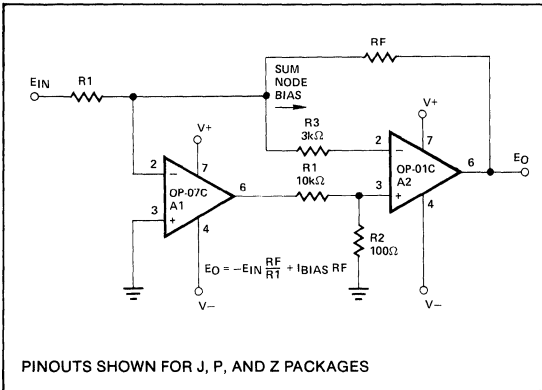 RF
EIN
R1
SUM
NODE
BIAS
V+
V+
R3
3kΩ
2
−
7
2
−
7
OP-07C
A1
6
R1
10kΩ
OP-01C
A2
6
EO
3
+
4
3
+
4
R2
100Ω
EO = −EIN RF/R1 + IBIAS RF
V−
V−
PINOUTS SHOWN FOR J, P, AND Z PACKAGES